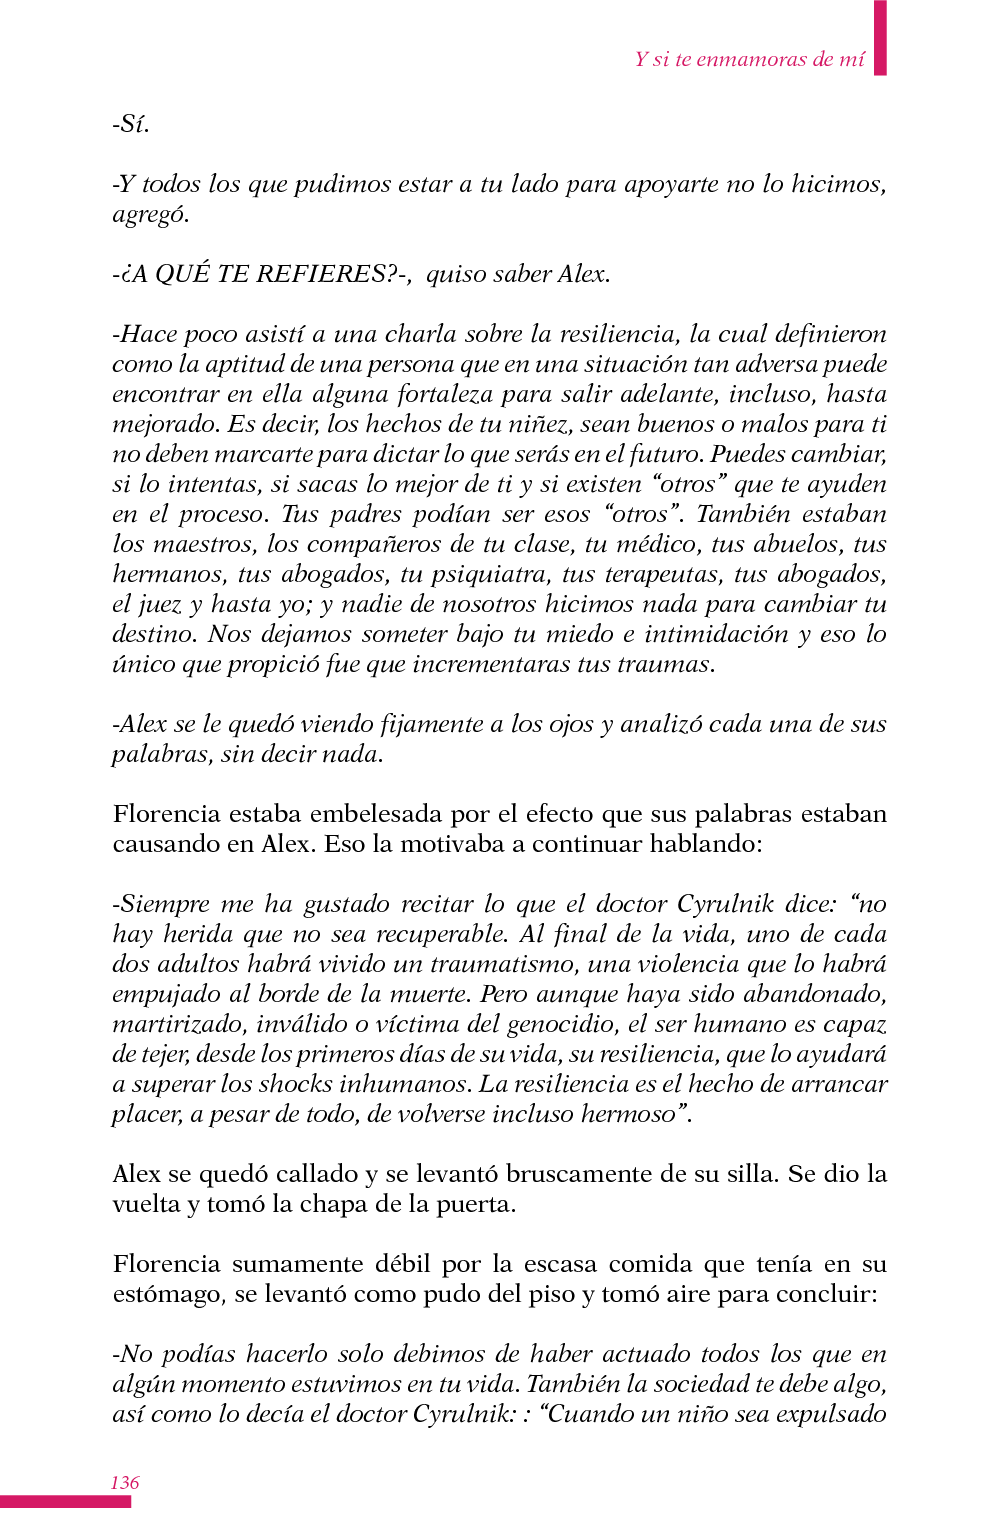 Y si te enmamoras de mí
-Sí.
-Y todos los que pudimos estar a tu lado para apoyarte no lo hicimos,
agregó.
-¿A QUÉ TE REFIERES?-,  quiso saber Alex.
-Hace poco asistí a una charla sobre la resiliencia, la cual definieron
como la aptitud de una persona que en una situación tan adversa puede
encontrar en ella alguna fortaleza para salir adelante, incluso, hasta
mejorado. Es decir, los hechos de tu niñez, sean buenos o malos para ti
no deben marcarte para dictar lo que serás en el futuro. Puedes cambiar,
si lo intentas, si sacas lo mejor de ti y si existen “otros” que te ayuden
en el proceso. Tus padres podían ser esos “otros”. También estaban
los maestros, los compañeros de tu clase, tu médico, tus abuelos, tus
hermanos, tus abogados, tu psiquiatra, tus terapeutas, tus abogados,
el juez y hasta yo; y nadie de nosotros hicimos nada para cambiar tu
destino. Nos dejamos someter bajo tu miedo e intimidación y eso lo
único que propició fue que incrementaras tus traumas.
-Alex se le quedó viendo fijamente a los ojos y analizó cada una de sus
palabras, sin decir nada.
Florencia estaba embelesada por el efecto que sus palabras estaban
causando en Alex. Eso la motivaba a continuar hablando:
-Siempre me ha gustado recitar lo que el doctor Cyrulnik dice: “no
hay herida que no sea recuperable. Al final de la vida, uno de cada
dos adultos habrá vivido un traumatismo, una violencia que lo habrá
empujado al borde de la muerte. Pero aunque haya sido abandonado,
martirizado, inválido o víctima del genocidio, el ser humano es capaz
de tejer, desde los primeros días de su vida, su resiliencia, que lo ayudará
a superar los shocks inhumanos. La resiliencia es el hecho de arrancar
placer, a pesar de todo, de volverse incluso hermoso”.
Alex se quedó callado y se levantó bruscamente de su silla. Se dio la
vuelta y tomó la chapa de la puerta.
Florencia sumamente débil por la escasa comida que tenía en su
estómago, se levantó como pudo del piso y tomó aire para concluir:
-No podías hacerlo solo debimos de haber actuado todos los que en
algún momento estuvimos en tu vida. También la sociedad te debe algo,
así como lo decía el doctor Cyrulnik: : “Cuando un niño sea expulsado
136